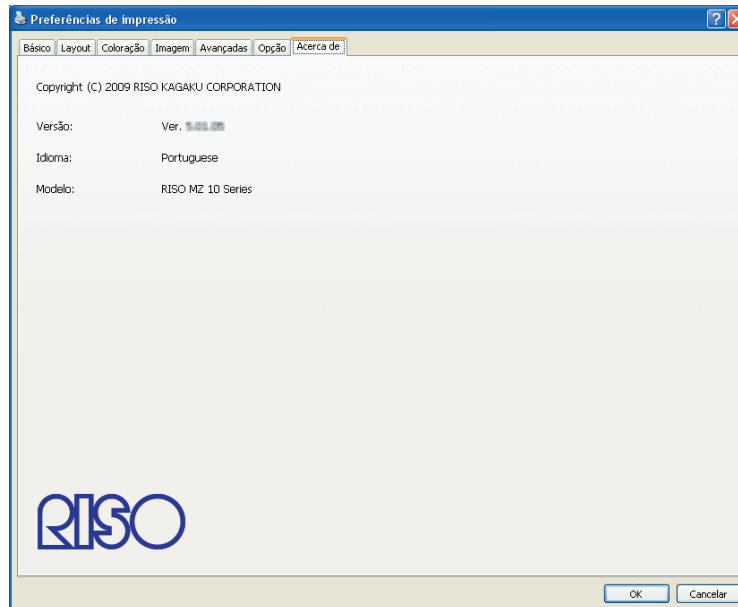 Preferências de impressão
Básico Layout Coloração Imagem Avançadas Opção Acerca de
Copyright (C) 2009 RISO KAGAKU CORPORATION
Versão: Ver.
Idioma: Portuguese
Modelo: RISO MZ 10 Series
RISO
OK Cancelar